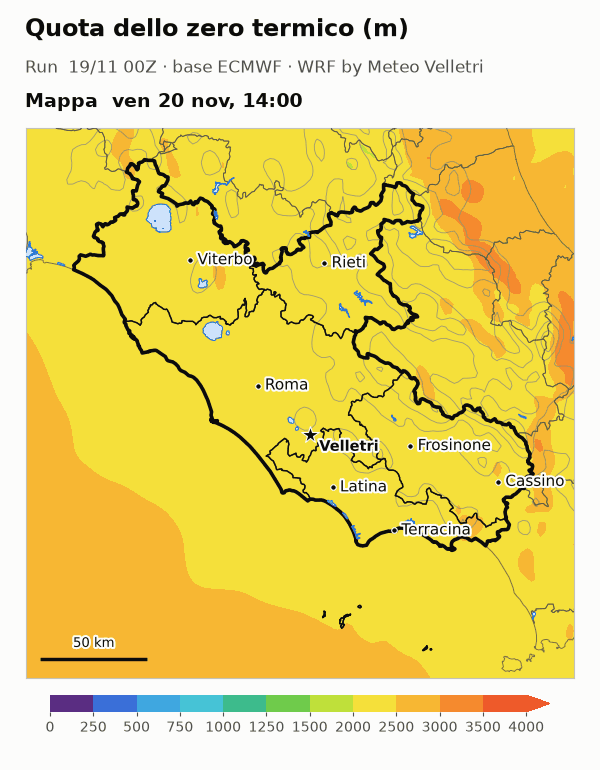 Quota dello zero termico (m)
Run  19/11 00Z · base ECMWF · WRF by Meteo Velletri
Mappa  ven 20 nov, 14:00
Viterbo
Rieti
Roma
Velletri
Frosinone
Cassino
Latina
Terracina
50 km
0 250 500 750 1000 1250 1500 2000 2500 3000 3500 4000